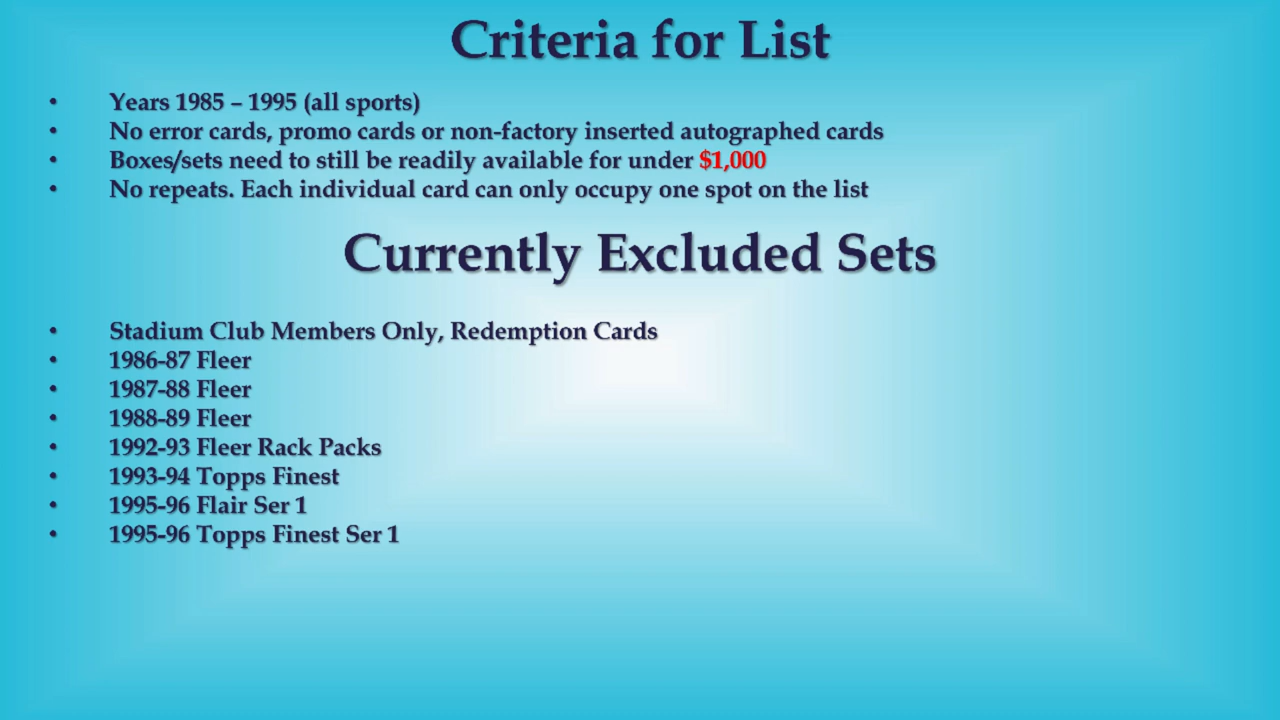 Criteria for List
• Years 1985 – 1995 (all sports)
• No error cards, promo cards or non-factory inserted autographed cards
• Boxes/sets need to still be readily available for under $1,000
• No repeats. Each individual card can only occupy one spot on the list
Currently Excluded Sets
• Stadium Club Members Only, Redemption Cards
• 1986-87 Fleer
• 1987-88 Fleer
• 1988-89 Fleer
• 1992-93 Fleer Rack Packs
• 1993-94 Topps Finest
• 1995-96 Flair Ser 1
• 1995-96 Topps Finest Ser 1